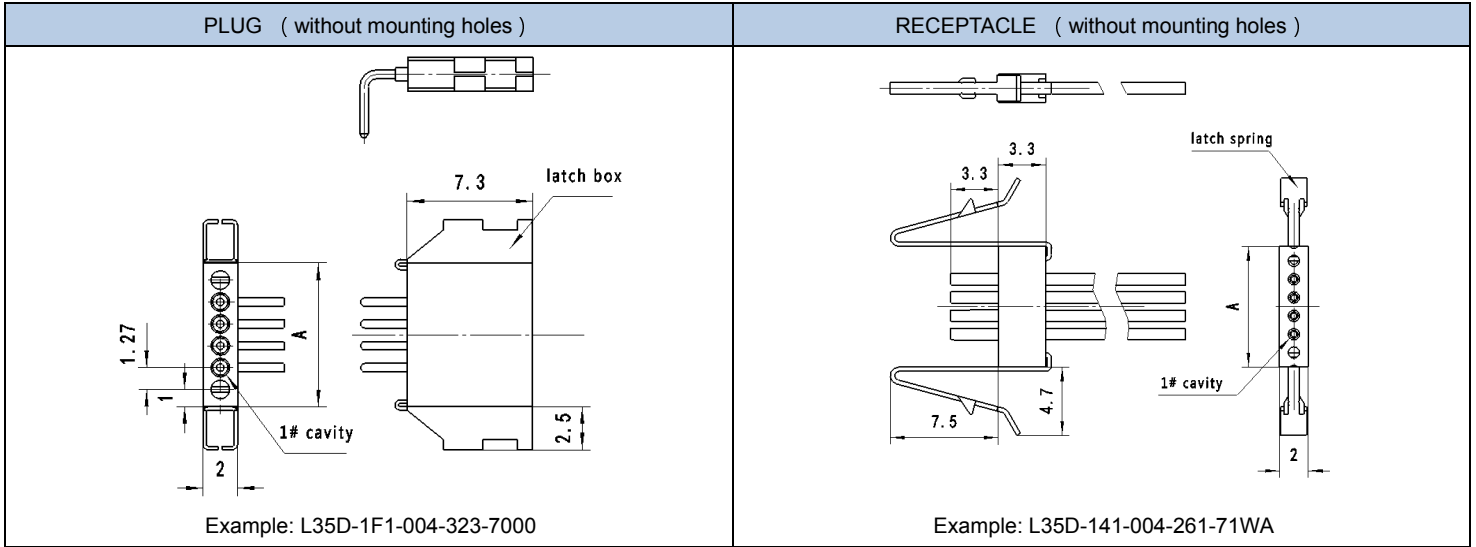 PLUG （without mounting holes）
RECEPTACLE （without mounting holes）
7.3
latch box
1.27
1
A
1# cavity
2
2.5
Example: L35D-1F1-004-323-7000
3.3
3.3
latch spring
A
1# cavity
7.5
4.7
2
Example: L35D-141-004-261-71WA